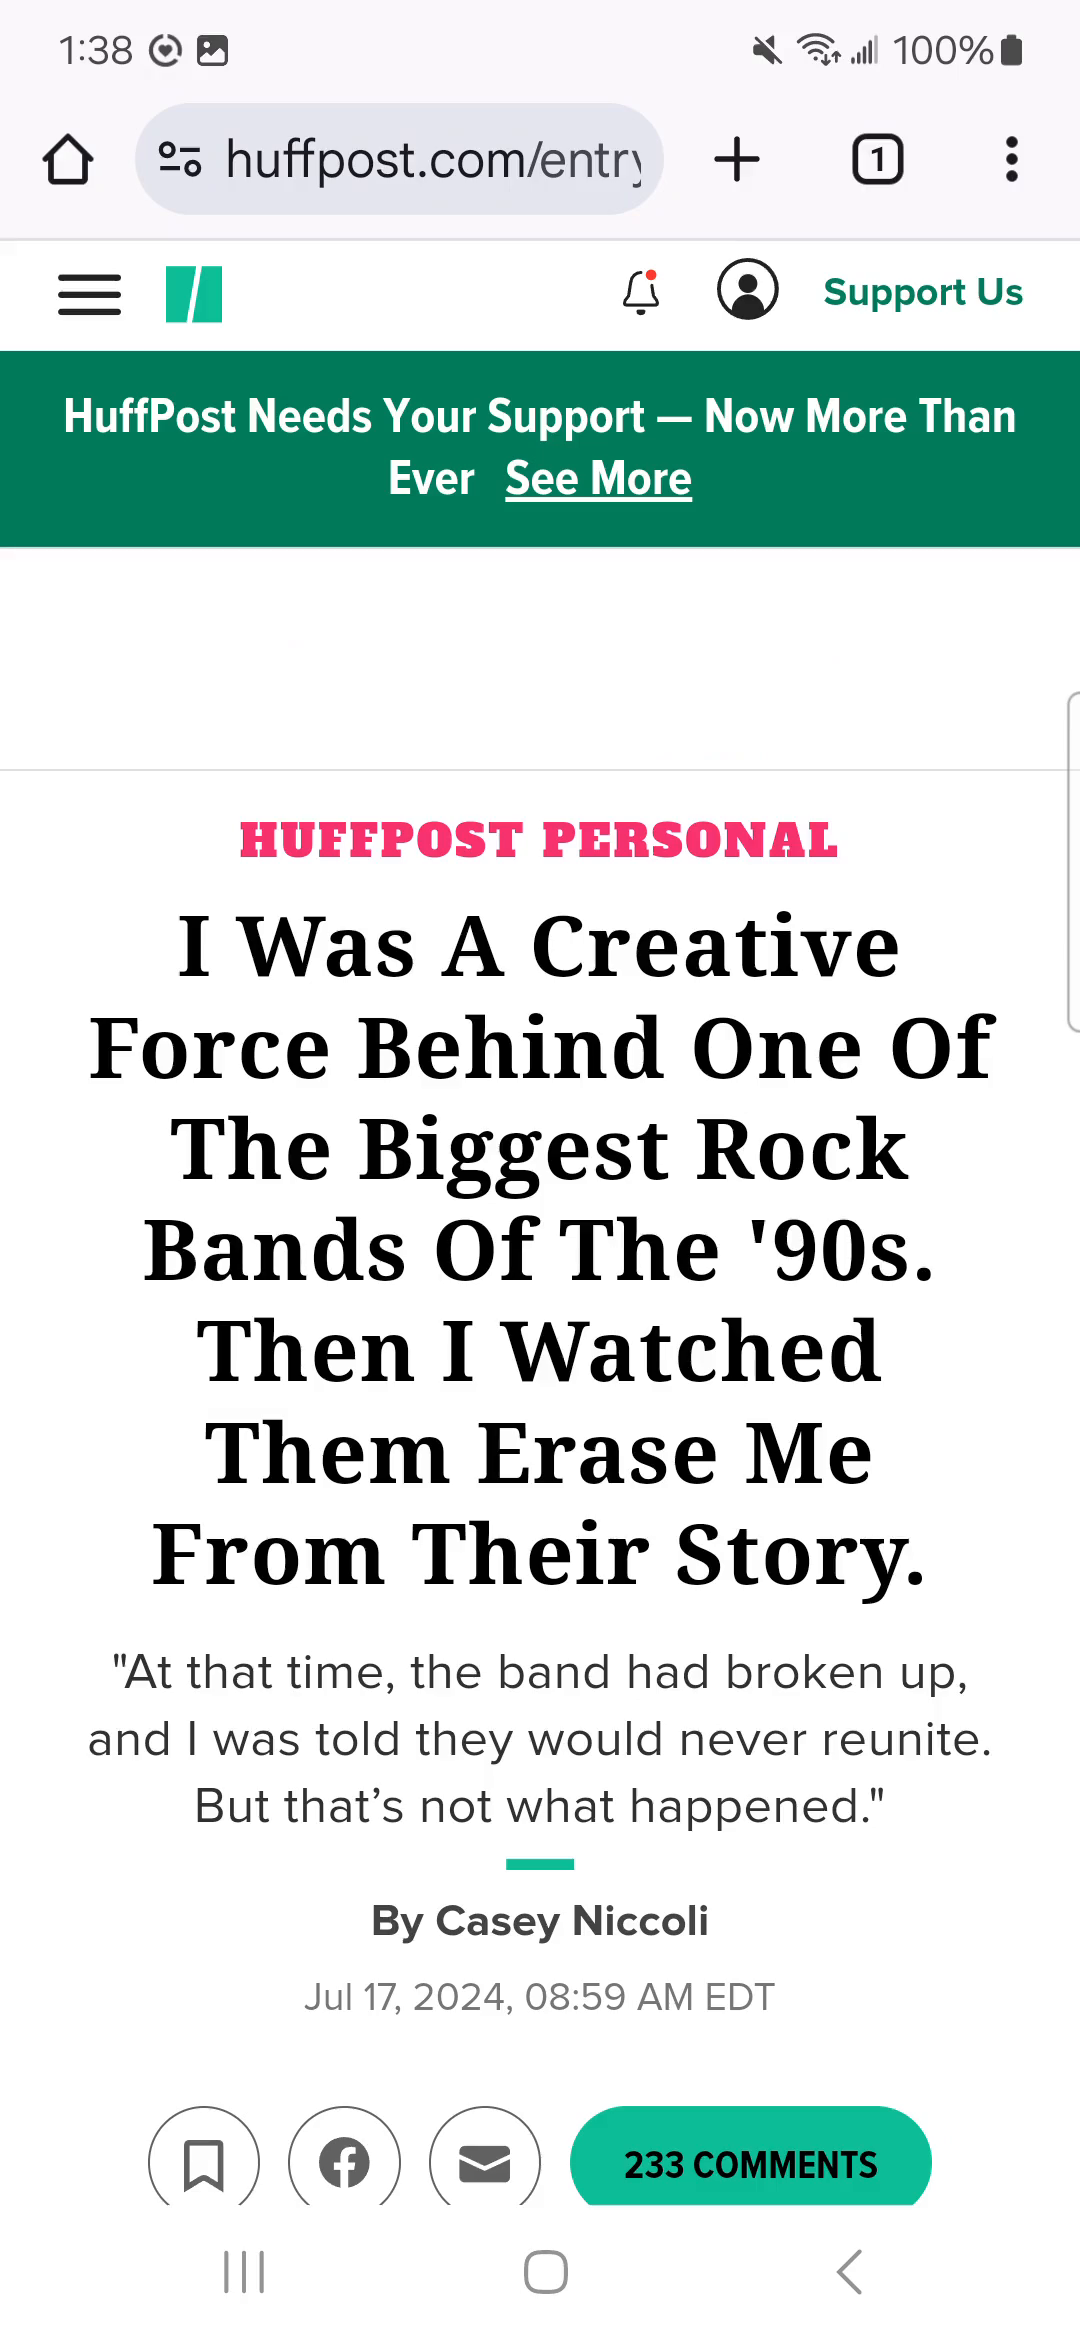 1:38
100%
huffpost.com/entry
1
Support Us
HuffPost Needs Your Support — Now More Than
Ever See More
HUFFPOST PERSONAL
I Was A Creative
Force Behind One Of
The Biggest Rock
Bands Of The '90s.
Then I Watched
Them Erase Me
From Their Story.
"At that time, the band had broken up,
and I was told they would never reunite.
But that’s not what happened."
By Casey Niccoli
Jul 17, 2024, 08:59 AM EDT
233 COMMENTS